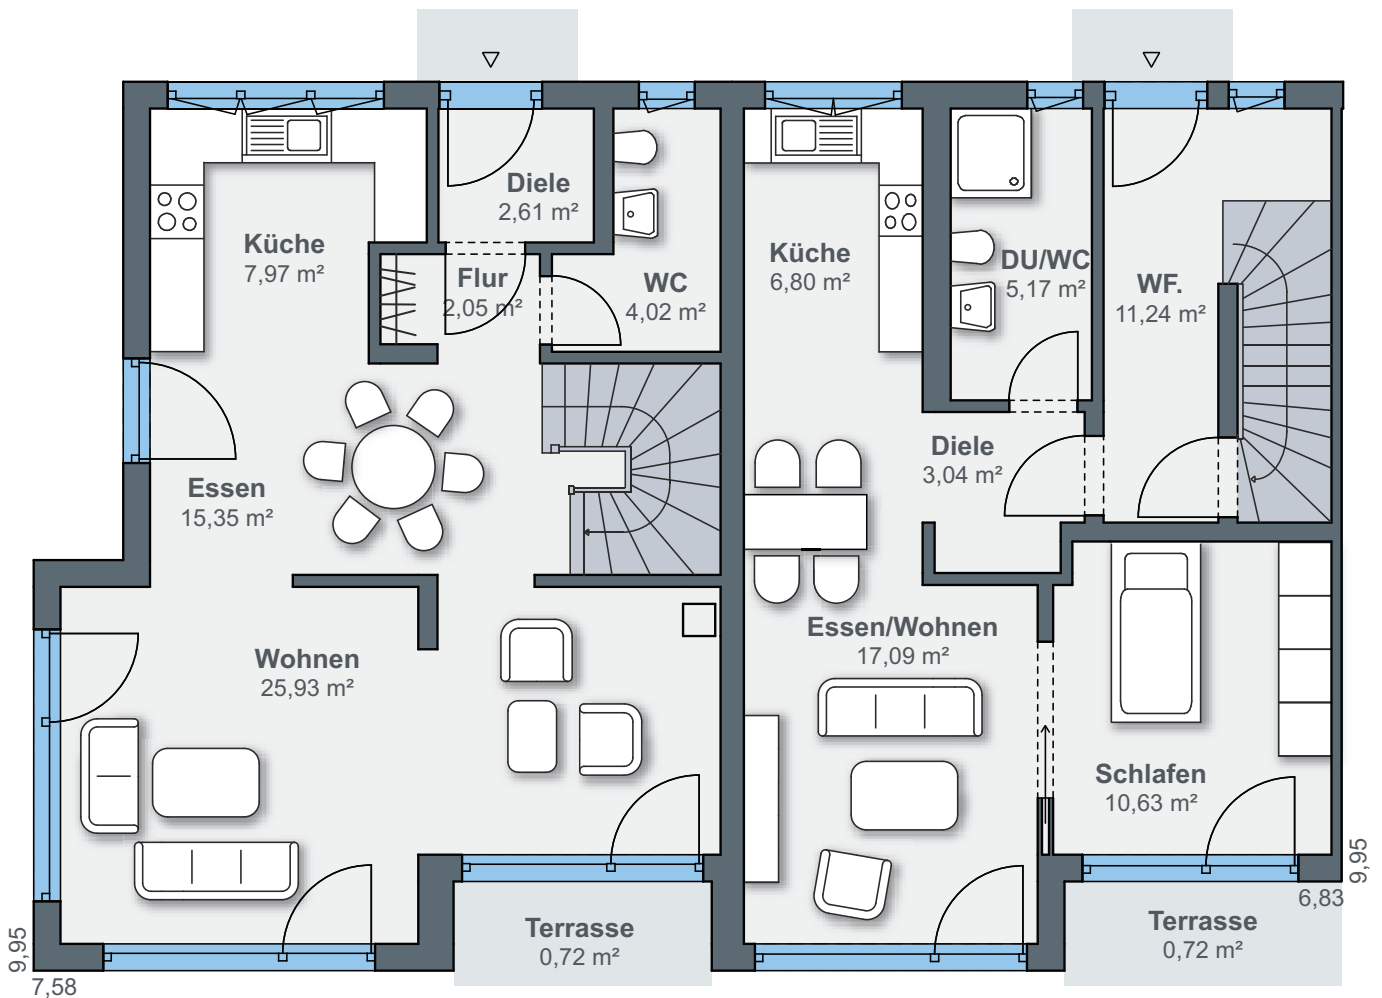 Diele
2,61 m²
Küche
7,97 m²
Flur
2,05 m²
WC
4,02 m²
Küche
6,80 m²
DU/WC
5,17 m²
WF.
11,24 m²
Essen
15,35 m²
Diele
3,04 m²
Wohnen
25,93 m²
Essen/Wohnen
17,09 m²
Schlafen
10,63 m²
Terrasse
0,72 m²
Terrasse
0,72 m²
9,95
7,58
9,95
6,83